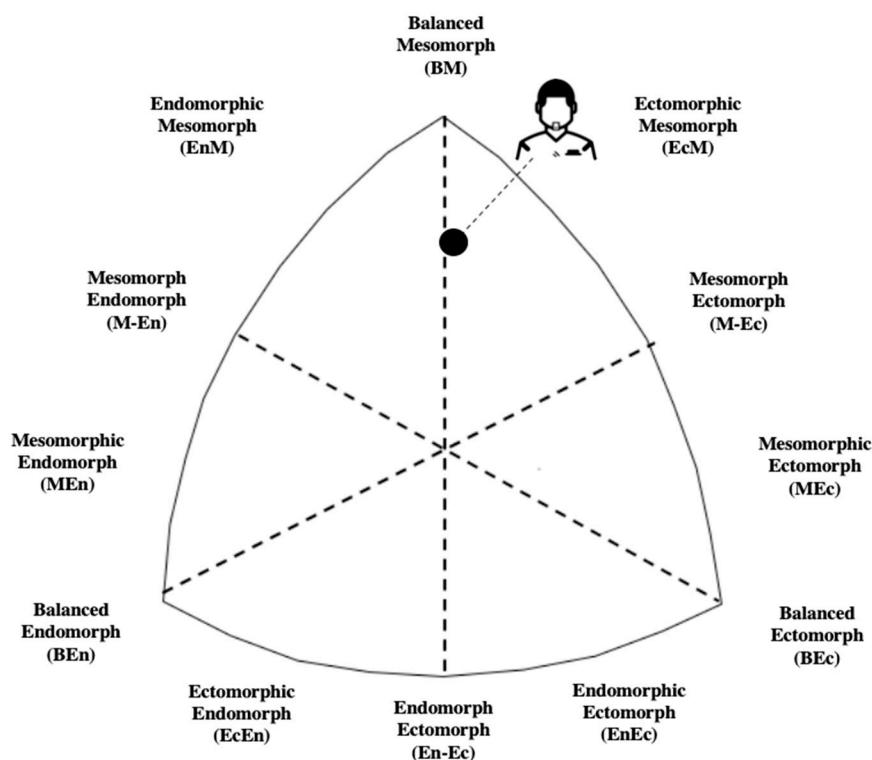 Balanced
Mesomorph
(BM)
Endomorphic
Mesomorph
(EnM)
Ectomorphic
Mesomorph
(EcM)
Mesomorph
Endomorph
(M-En)
Mesomorph
Ectomorph
(M-Ec)
Mesomorphic
Endomorph
(MEn)
Mesomorphic
Ectomorph
(MEc)
Balanced
Endomorph
(BEn)
Balanced
Ectomorph
(BEc)
Ectomorphic
Endomorph
(EcEn)
Endomorph
Ectomorph
(En-Ec)
Endomorphic
Ectomorph
(EnEc)